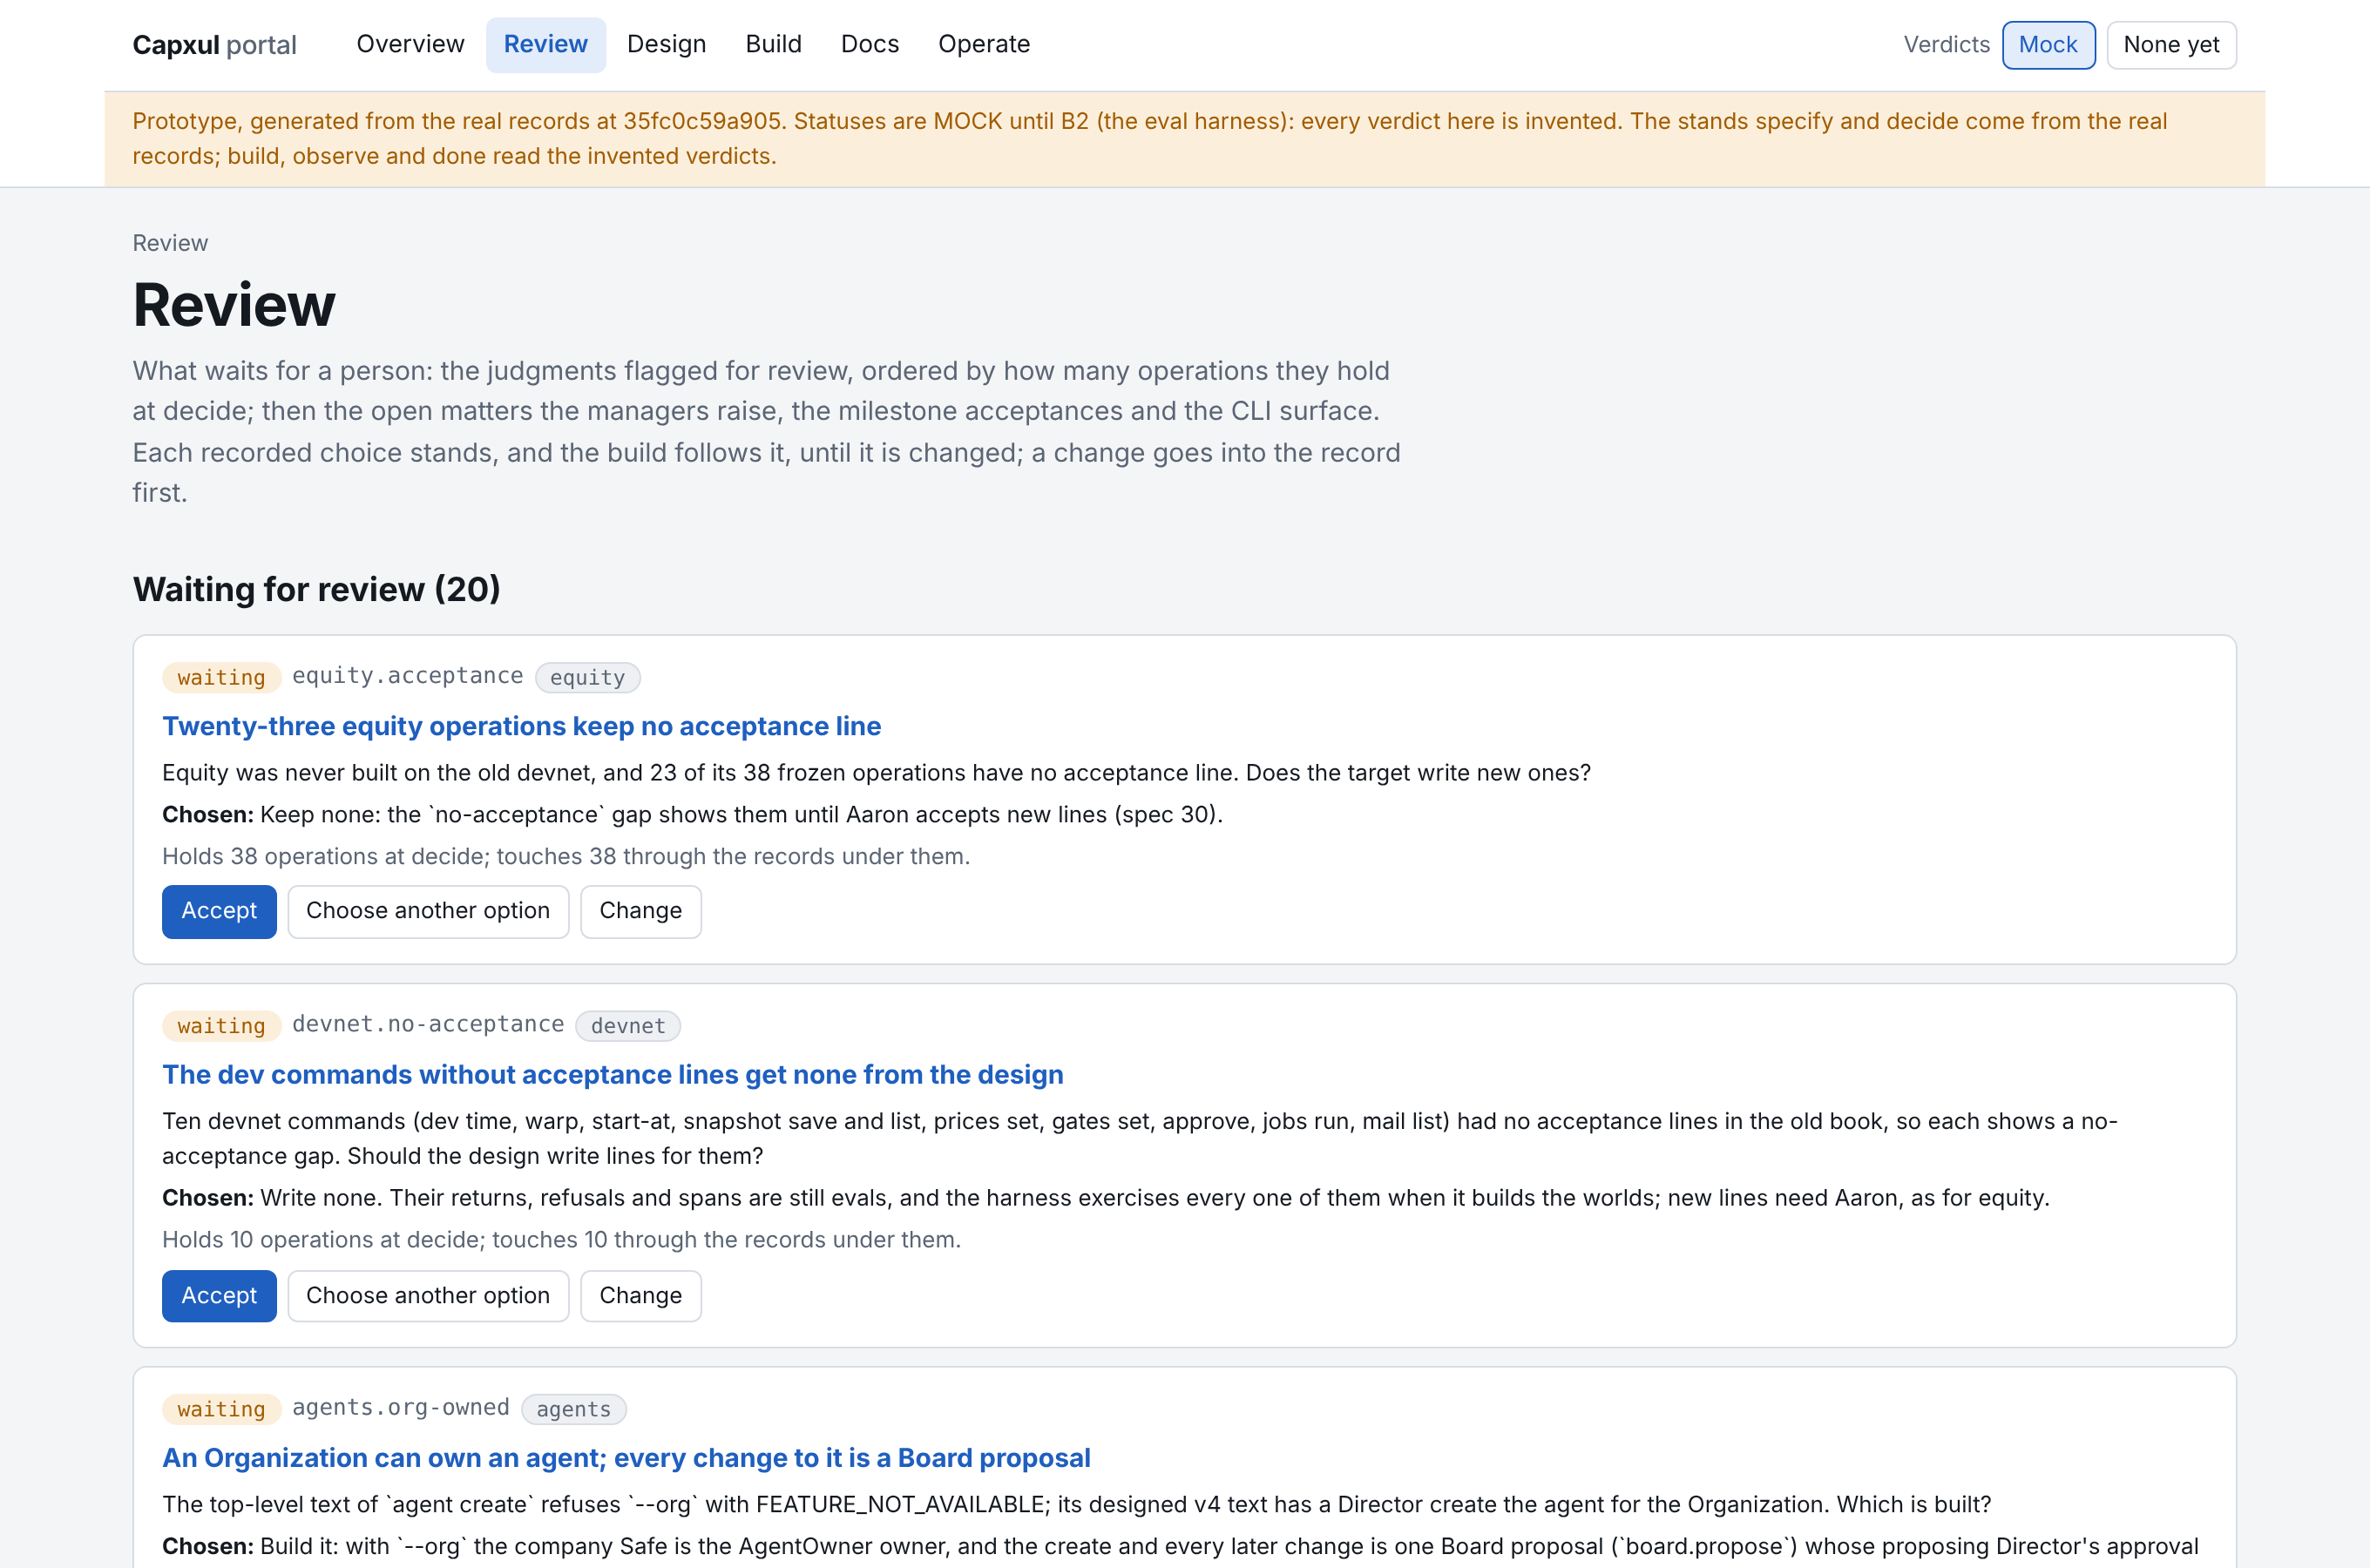 Capxul portal Overview Review Design Build Docs Operate Verdicts Mock None yet
Prototype, generated from the real records at 35fc0c59a905. Statuses are MOCK until B2 (the eval harness): every verdict here is invented. The stands specify and decide come from the real
records; build, observe and done read the invented verdicts.
Review
Review
What waits for a person: the judgments flagged for review, ordered by how many operations they hold
at decide; then the open matters the managers raise, the milestone acceptances and the CLI surface.
Each recorded choice stands, and the build follows it, until it is changed; a change goes into the record
first.
Waiting for review (20)
waiting equity.acceptance equity
Twenty-three equity operations keep no acceptance line
Equity was never built on the old devnet, and 23 of its 38 frozen operations have no acceptance line. Does the target write new ones?
Chosen: Keep none: the `no-acceptance` gap shows them until Aaron accepts new lines (spec 30).
Holds 38 operations at decide; touches 38 through the records under them.
Accept Choose another option Change
waiting devnet.no-acceptance devnet
The dev commands without acceptance lines get none from the design
Ten devnet commands (dev time, warp, start-at, snapshot save and list, prices set, gates set, approve, jobs run, mail list) had no acceptance lines in the old book, so each shows a no-
acceptance gap. Should the design write lines for them?
Chosen: Write none. Their returns, refusals and spans are still evals, and the harness exercises every one of them when it builds the worlds; new lines need Aaron, as for equity.
Holds 10 operations at decide; touches 10 through the records under them.
Accept Choose another option Change
waiting agents.org-owned agents
An Organization can own an agent; every change to it is a Board proposal
The top-level text of `agent create` refuses `--org` with FEATURE_NOT_AVAILABLE; its designed v4 text has a Director create the agent for the Organization. Which is built?
Chosen: Build it: with `--org` the company Safe is the AgentOwner owner, and the create and every later change is one Board proposal (`board.propose`) whose proposing Director's approval